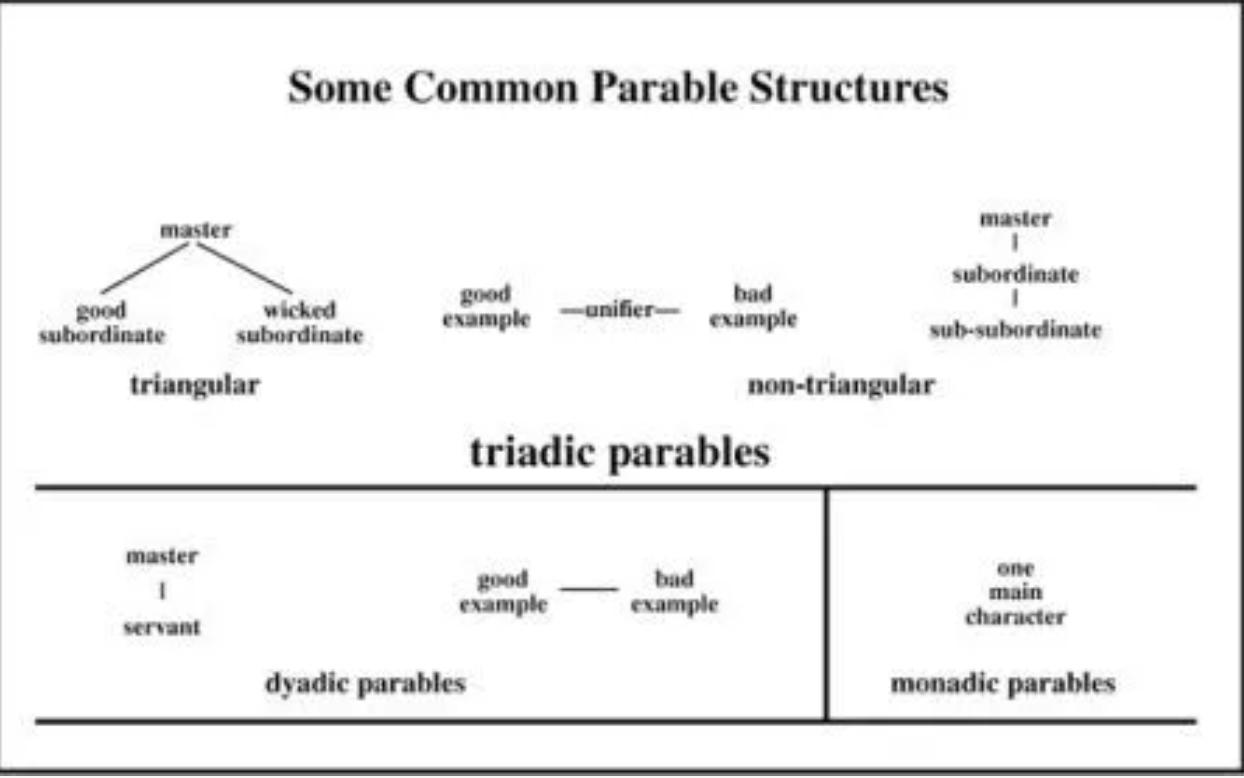 Some Common Parable Structures
master
good
subordinate
wicked
subordinate
triangular
good
example
—unifier—
bad
example
master
subordinate
sub-subordinate
non-triangular
triadic parables
master
servant
good
example
bad
example
dyadic parables
one
main
character
monadic parables